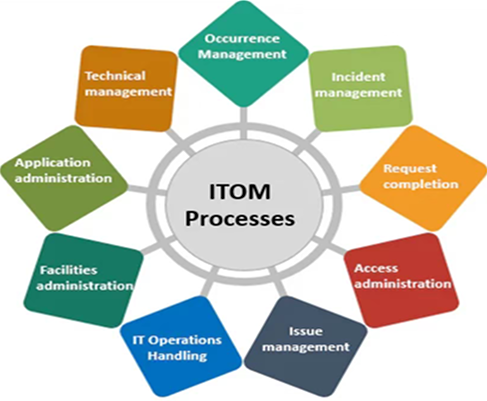 Occurrence
Management
Incident
management
Request
completion
Access
administration
Issue
management
IT Operations
Handling
Facilities
administration
Application
administration
Technical
management
ITOM
Processes